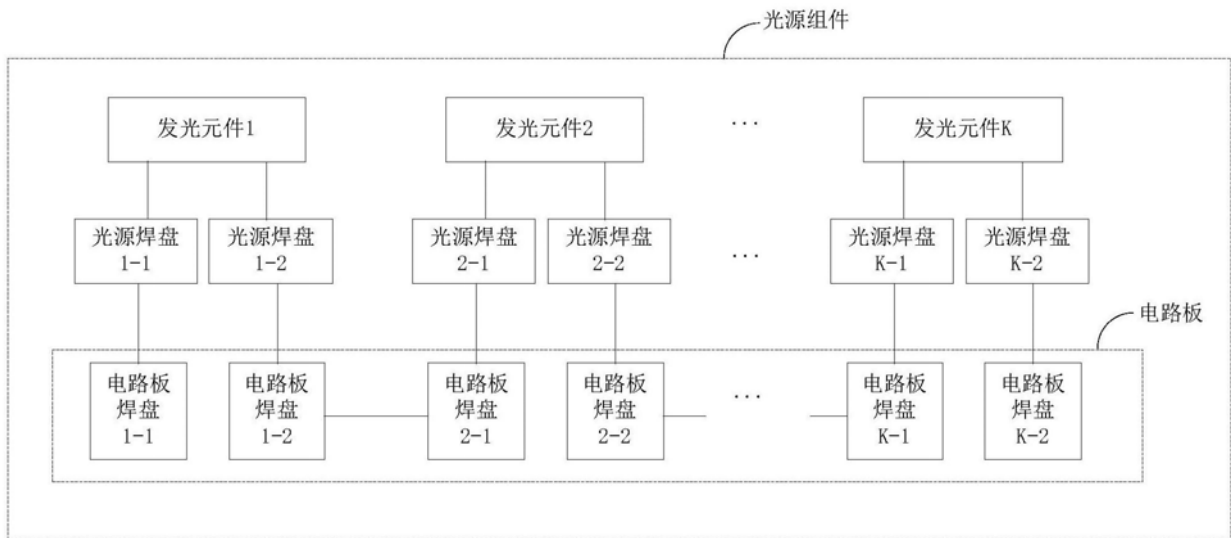 光源组件
发光元件1
发光元件2
...
发光元件K
光源焊盘
1-1
光源焊盘
1-2
光源焊盘
2-1
光源焊盘
2-2
...
光源焊盘
K-1
光源焊盘
K-2
电路板
电路板
焊盘
1-1
电路板
焊盘
1-2
电路板
焊盘
2-1
电路板
焊盘
2-2
...
电路板
焊盘
K-1
电路板
焊盘
K-2